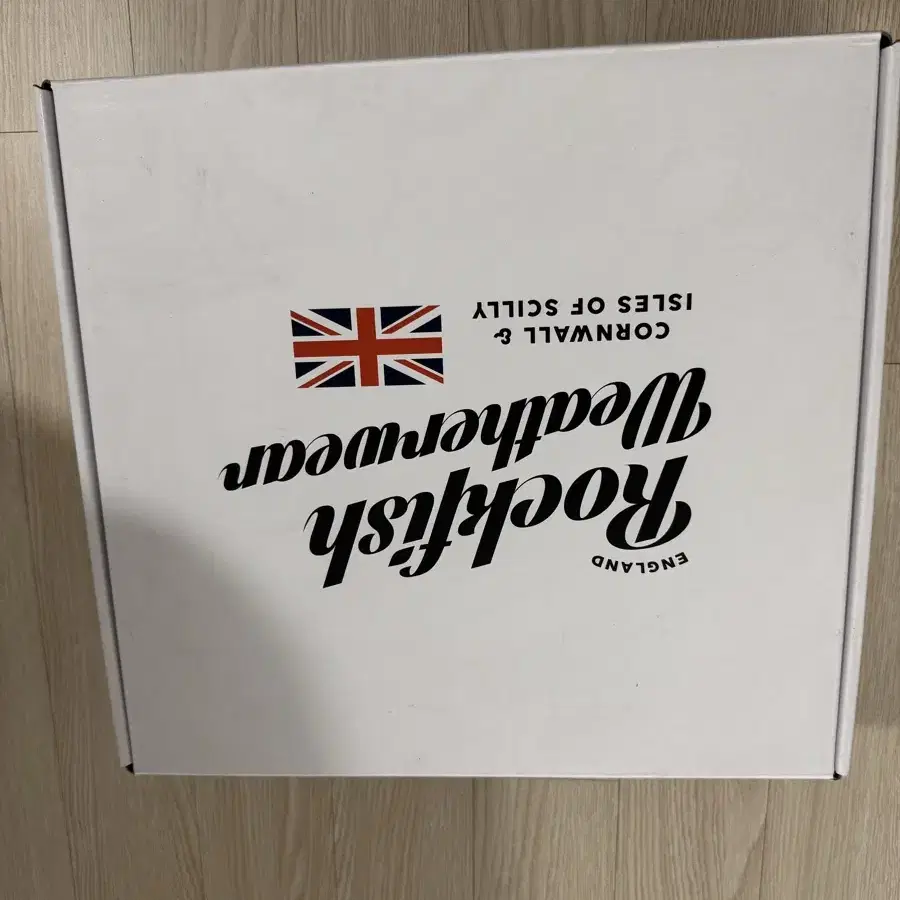 ENGLAND
Rockfish
Weatherwear
CORNWALL &
ISLES OF SCILLY